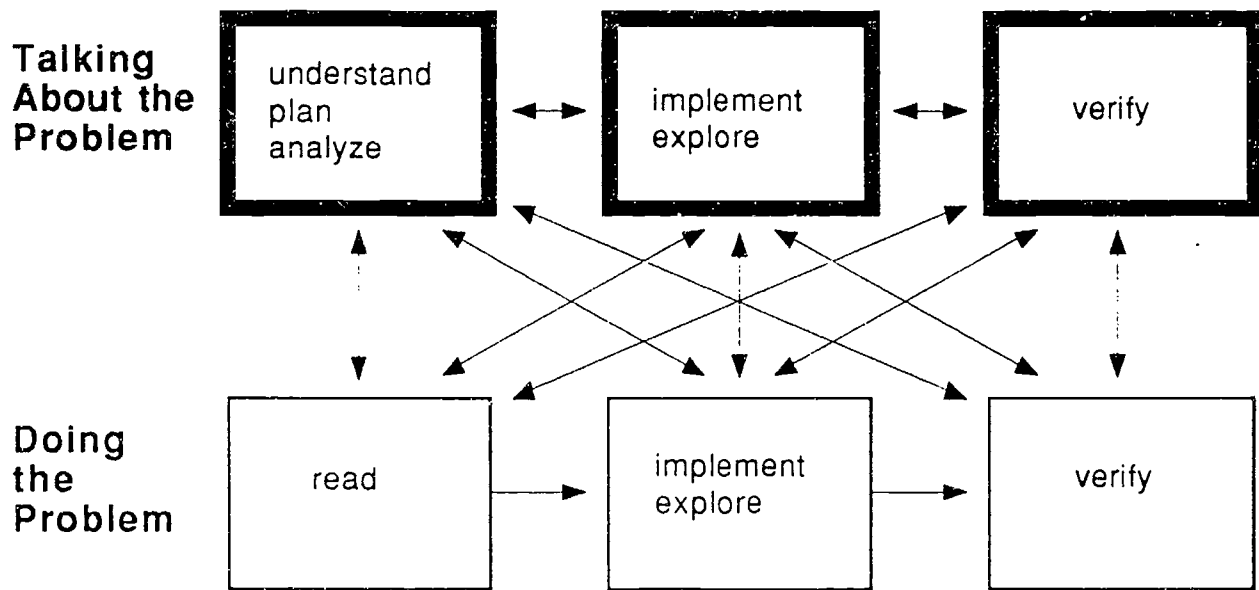 Talking
About the
Problem
understand
plan
analyze
implement
explore
verify
Doing
the
Problem
read
implement
explore
verify